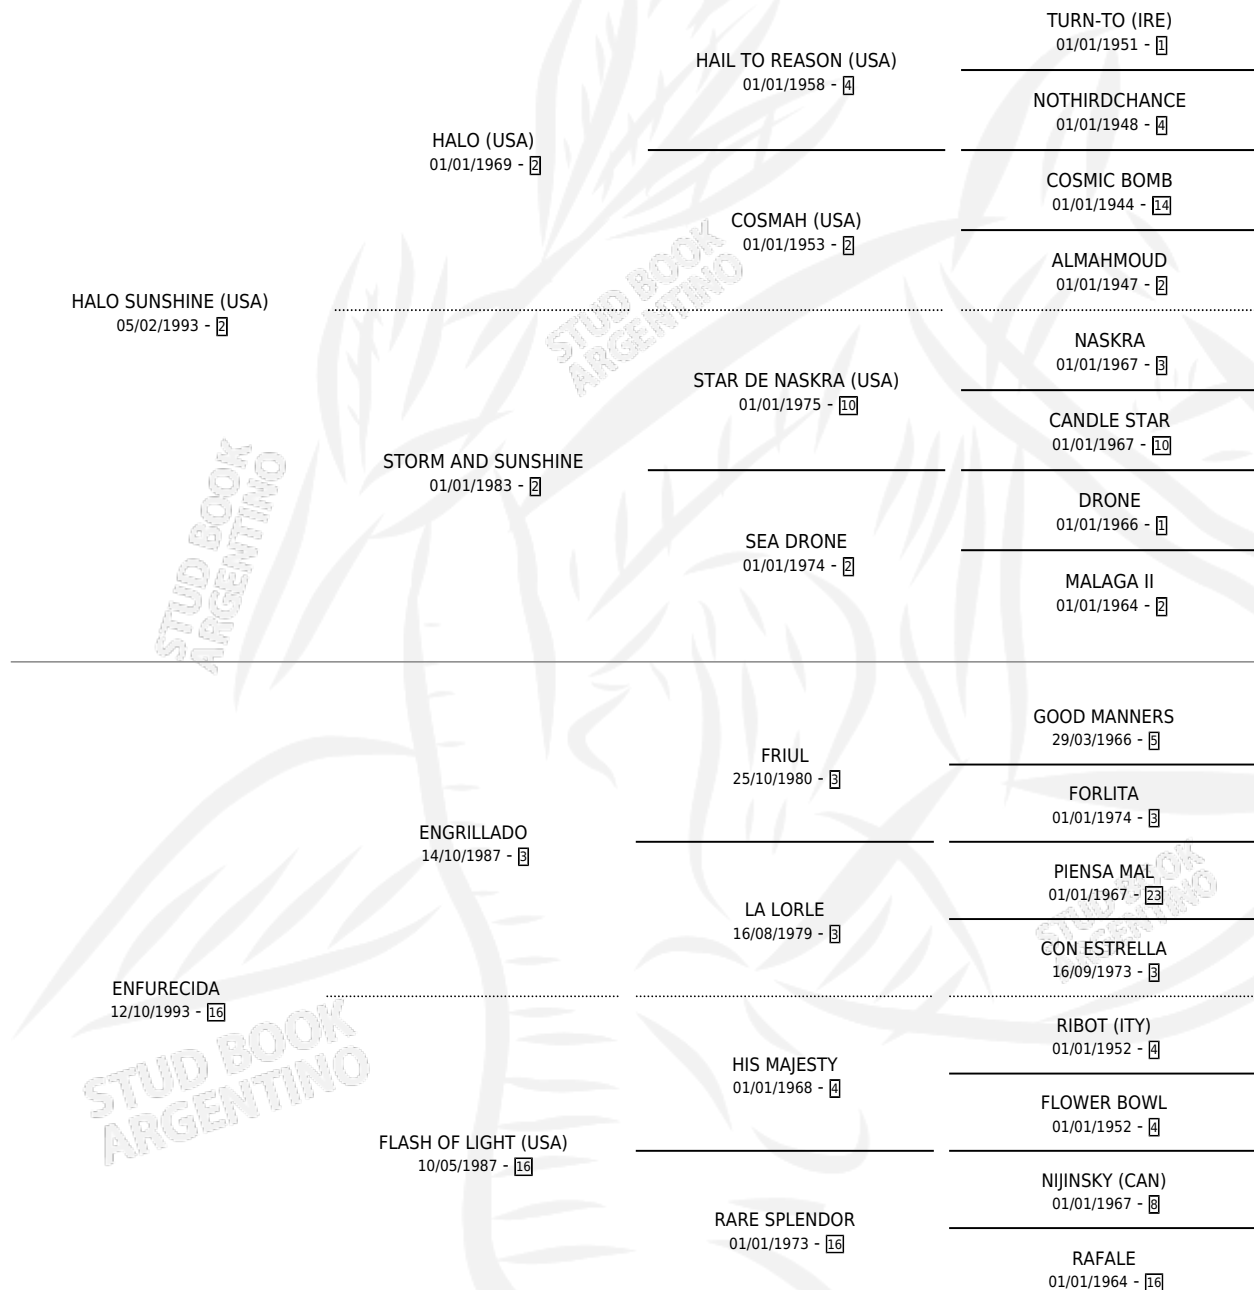 TURN-TO (IRE)
01/01/1951 - 1
HAIL TO REASON (USA)
01/01/1958 - 4
NOTHIRDCHANCE
01/01/1948 - 4
HALO (USA)
01/01/1969 - 2
COSMIC BOMB
01/01/1944 - 14
COSMAH (USA)
01/01/1953 - 2
ALMAHMOUD
01/01/1947 - 2
HALO SUNSHINE (USA)
05/02/1993 - 2
NASKRA
01/01/1967 - 3
STAR DE NASKRA (USA)
01/01/1975 - 10
CANDLE STAR
01/01/1967 - 10
STORM AND SUNSHINE
01/01/1983 - 2
DRONE
01/01/1966 - 1
SEA DRONE
01/01/1974 - 2
MALAGA II
01/01/1964 - 2
GOOD MANNERS
29/03/1966 - 5
FRIUL
25/10/1980 - 3
FORLITA
01/01/1974 - 3
ENGRILLADO
14/10/1987 - 3
PIENSA MAL
01/01/1967 - 23
LA LORLE
16/08/1979 - 3
CON ESTRELLA
16/09/1973 - 3
ENFURECIDA
12/10/1993 - 16
RIBOT (ITY)
01/01/1952 - 4
HIS MAJESTY
01/01/1968 - 4
FLOWER BOWL
01/01/1952 - 4
FLASH OF LIGHT (USA)
10/05/1987 - 16
NIJINSKY (CAN)
01/01/1967 - 8
RARE SPLENDOR
01/01/1973 - 16
RAFALE
01/01/1964 - 16
STUD BOOK
ARGENTINO
STUD BOOK
ARGENTINO
STUD BOOK
ARGENTINO
STUD BOOK
ARGENTINO